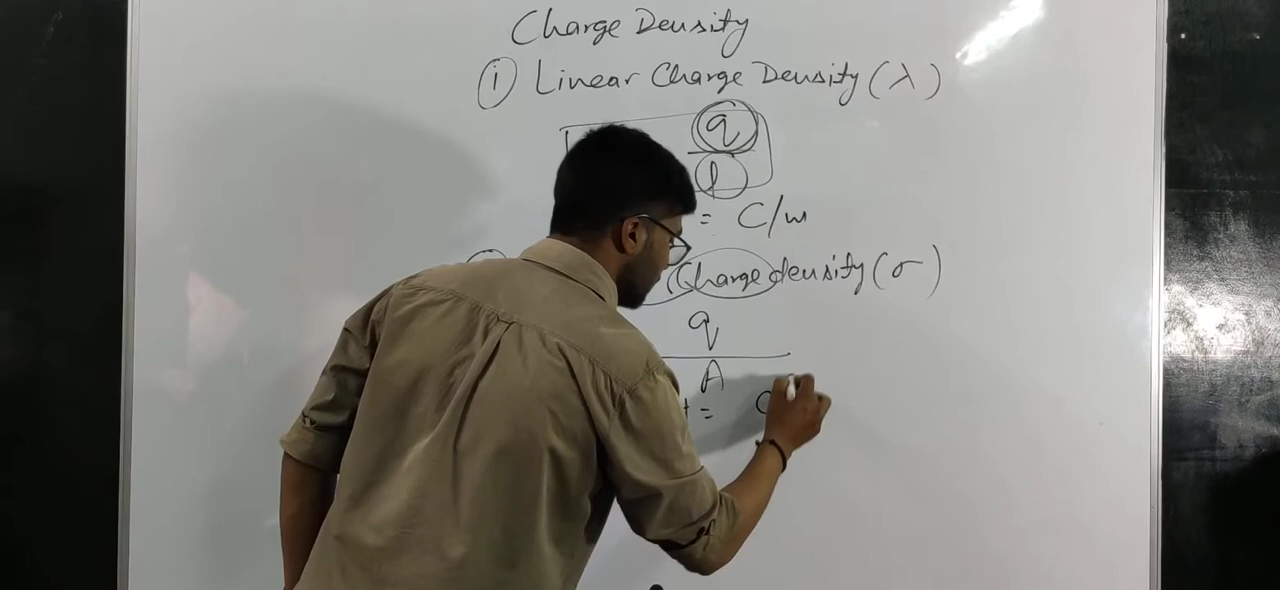 Charge Density
(i) Linear Charge Density (λ)
q
l
= C/m
Charge density (σ)
q
A
t = C